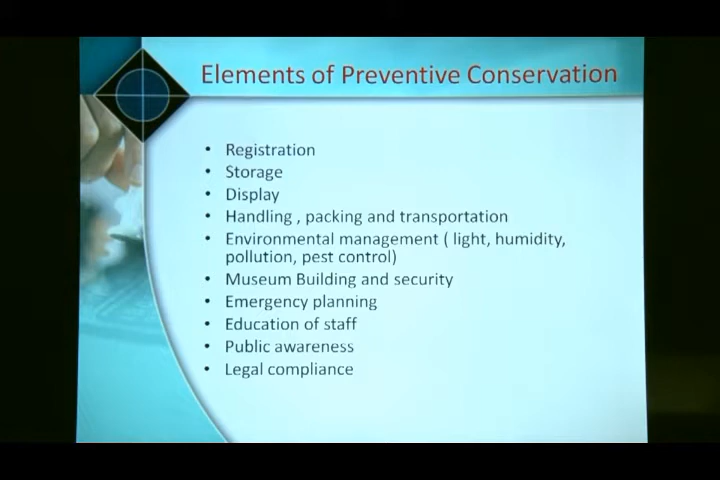 Elements of Preventive Conservation
• Registration
• Storage
• Display
• Handling , packing and transportation
• Environmental management ( light, humidity,
pollution, pest control)
• Museum Building and security
• Emergency planning
• Education of staff
• Public awareness
• Legal compliance